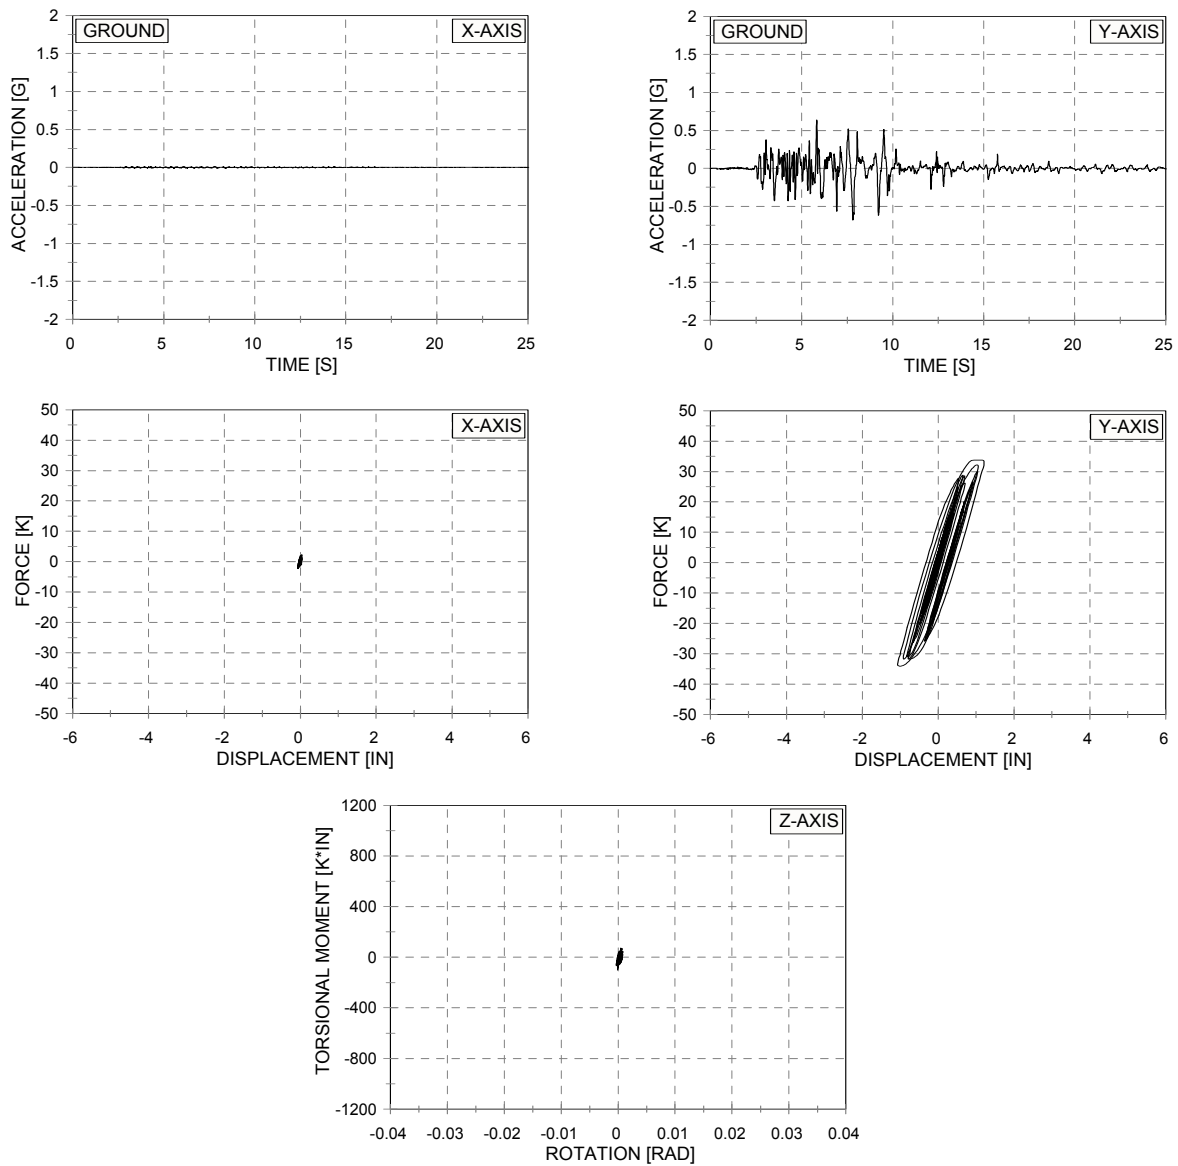 GROUND
X-AXIS
ACCELERATION [G]
2
1.5
1
0.5
0
-0.5
-1
-1.5
-2
0 5 10 15 20 25
TIME [S]
GROUND
Y-AXIS
ACCELERATION [G]
2
1.5
1
0.5
0
-0.5
-1
-1.5
-2
0 5 10 15 20 25
TIME [S]
X-AXIS
FORCE [K]
50
40
30
20
10
0
-10
-20
-30
-40
-50
-6 -4 -2 0 2 4 6
DISPLACEMENT [IN]
Y-AXIS
FORCE [K]
50
40
30
20
10
0
-10
-20
-30
-40
-50
-6 -4 -2 0 2 4 6
DISPLACEMENT [IN]
Z-AXIS
TORSIONAL MOMENT [K*IN]
1200
800
400
0
-400
-800
-1200
-0.04 -0.03 -0.02 -0.01 0 0.01 0.02 0.03 0.04
ROTATION [RAD]